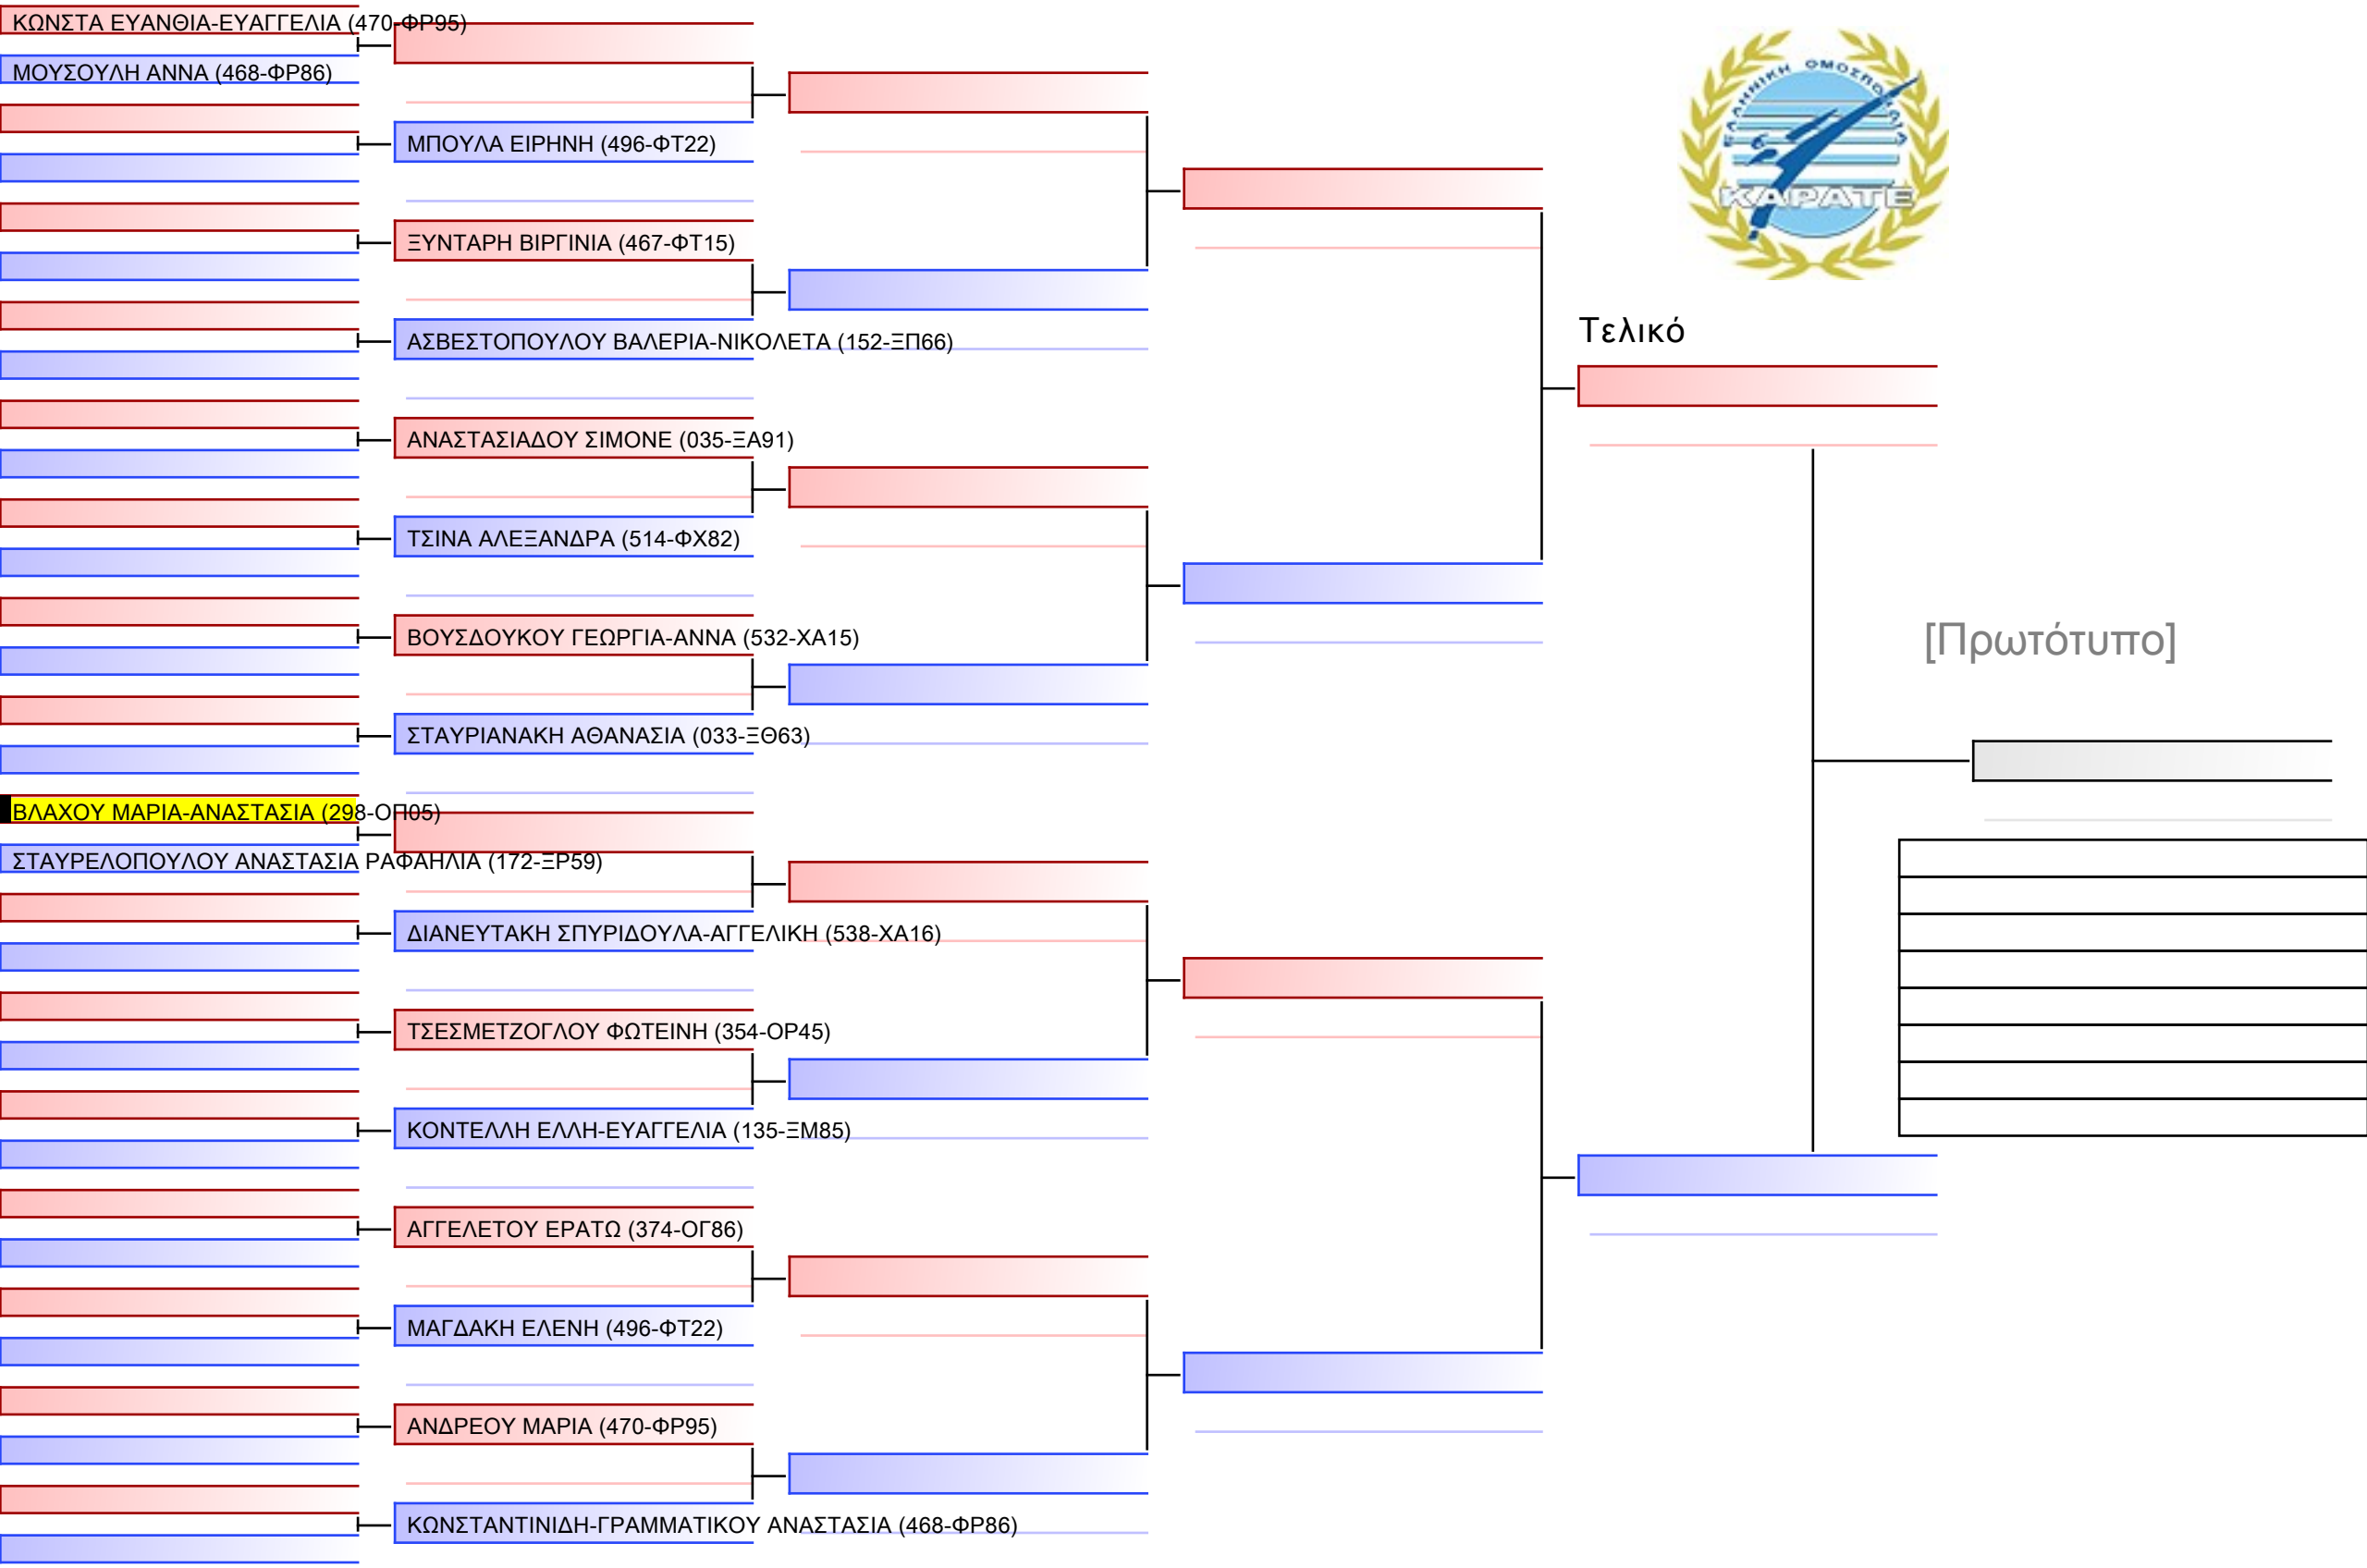 ΚΩΝΣΤΑ ΕΥΑΝΘΙΑ-ΕΥΑΓΓΕΛΙΑ (470-ΦΡ95)
ΜΟΥΣΟΥΛΗ ΑΝΝΑ (468-ΦΡ86)
ΜΠΟΥΛΑ ΕΙΡΗΝΗ (496-ΦΤ22)
ΞΥΝΤΑΡΗ ΒΙΡΓΙΝΙΑ (467-ΦΤ15)
ΑΣΒΕΣΤΟΠΟΥΛΟΥ ΒΑΛΕΡΙΑ-ΝΙΚΟΛΕΤΑ (152-ΞΠ66)
ΑΝΑΣΤΑΣΙΑΔΟΥ ΣΙΜΟΝΕ (035-ΞΑ91)
ΤΣΙΝΑ ΑΛΕΞΑΝΔΡΑ (514-ΦΧ82)
ΒΟΥΣΔΟΥΚΟΥ ΓΕΩΡΓΙΑ-ΑΝΝΑ (532-ΧΑ15)
ΣΤΑΥΡΙΑΝΑΚΗ ΑΘΑΝΑΣΙΑ (033-ΞΘ63)
ΒΛΑΧΟΥ ΜΑΡΙΑ-ΑΝΑΣΤΑΣΙΑ (298-ΟΠ05)
ΣΤΑΥΡΕΛΟΠΟΥΛΟΥ ΑΝΑΣΤΑΣΙΑ ΡΑΦΑΗΛΙΑ (172-ΞΡ59)
ΔΙΑΝΕΥΤΑΚΗ ΣΠΥΡΙΔΟΥΛΑ-ΑΓΓΕΛΙΚΗ (538-ΧΑ16)
ΤΣΕΣΜΕΤΖΟΓΛΟΥ ΦΩΤΕΙΝΗ (354-ΟΡ45)
ΚΟΝΤΕΛΛΗ ΕΛΛΗ-ΕΥΑΓΓΕΛΙΑ (135-ΞΜ85)
ΑΓΓΕΛΕΤΟΥ ΕΡΑΤΩ (374-ΟΓ86)
ΜΑΓΔΑΚΗ ΕΛΕΝΗ (496-ΦΤ22)
ΑΝΔΡΕΟΥ ΜΑΡΙΑ (470-ΦΡ95)
ΚΩΝΣΤΑΝΤΙΝΙΔΗ-ΓΡΑΜΜΑΤΙΚΟΥ ΑΝΑΣΤΑΣΙΑ (468-ΦΡ86)
ΕΛΛΗΝΙΚΗ ΟΜΟΣΠΟΝΔΙΑ
ΚΑΡΑΤΕ
Τελικό
[Πρωτότυπο]